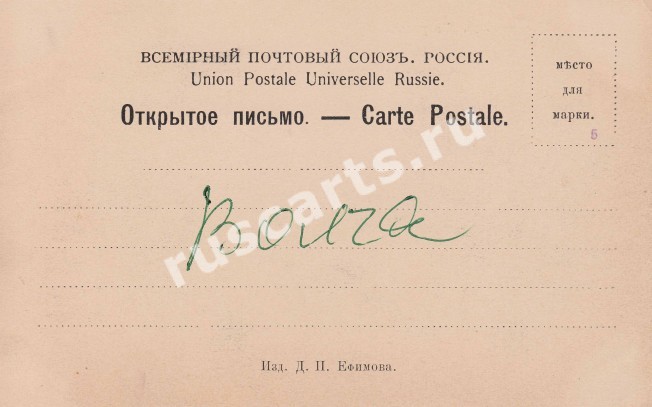 ВСЕМІРНЫЙ ПОЧТОВЫЙ СОЮЗЪ. РОССІЯ.
Union Postale Universelle Russie.
Открытое письмо. — Carte Postale.
мѣсто
для
марки.
5
Волга
ruscarts.ru
Изд. Д. П. Ефимова.